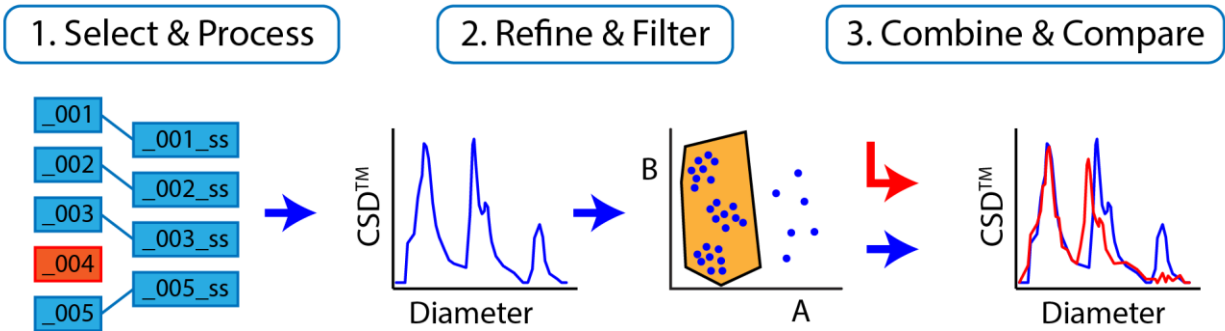 1. Select & Process
2. Refine & Filter
3. Combine & Compare
_001
_001_ss
_002
_002_ss
_003
_003_ss
_004
_005_ss
_005
CSD™
Diameter
B
A
CSD™
Diameter